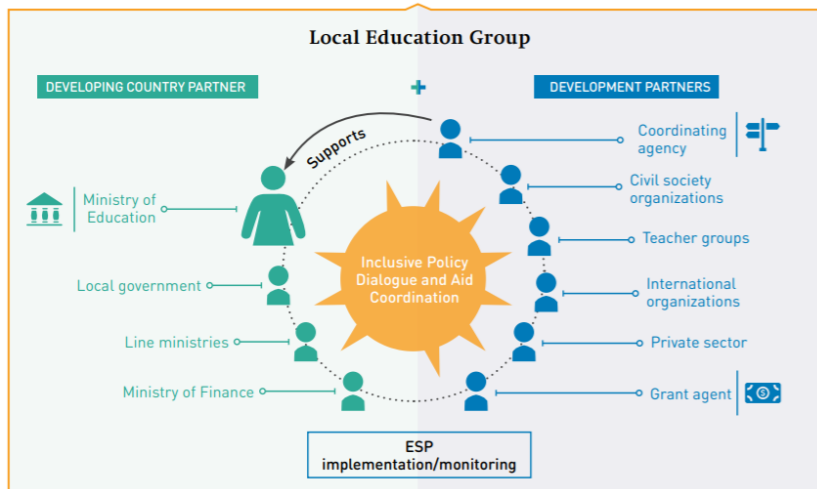 Local Education Group
DEVELOPING COUNTRY PARTNER
+
DEVELOPMENT PARTNERS
Supports
Coordinating
agency
Civil society
organizations
Teacher groups
International
organizations
Private sector
Grant agent
$
Ministry of
Education
Local government
Line ministries
Ministry of Finance
Inclusive Policy
Dialogue and Aid
Coordination
ESP
implementation/monitoring